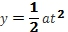 y = 1/2 at²